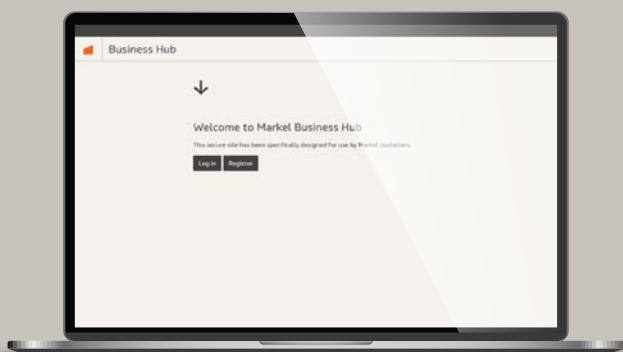 Business Hub
Welcome to Markel Business Hub
This secure site has been specifically designed for use by Markel customers.
Log in Register